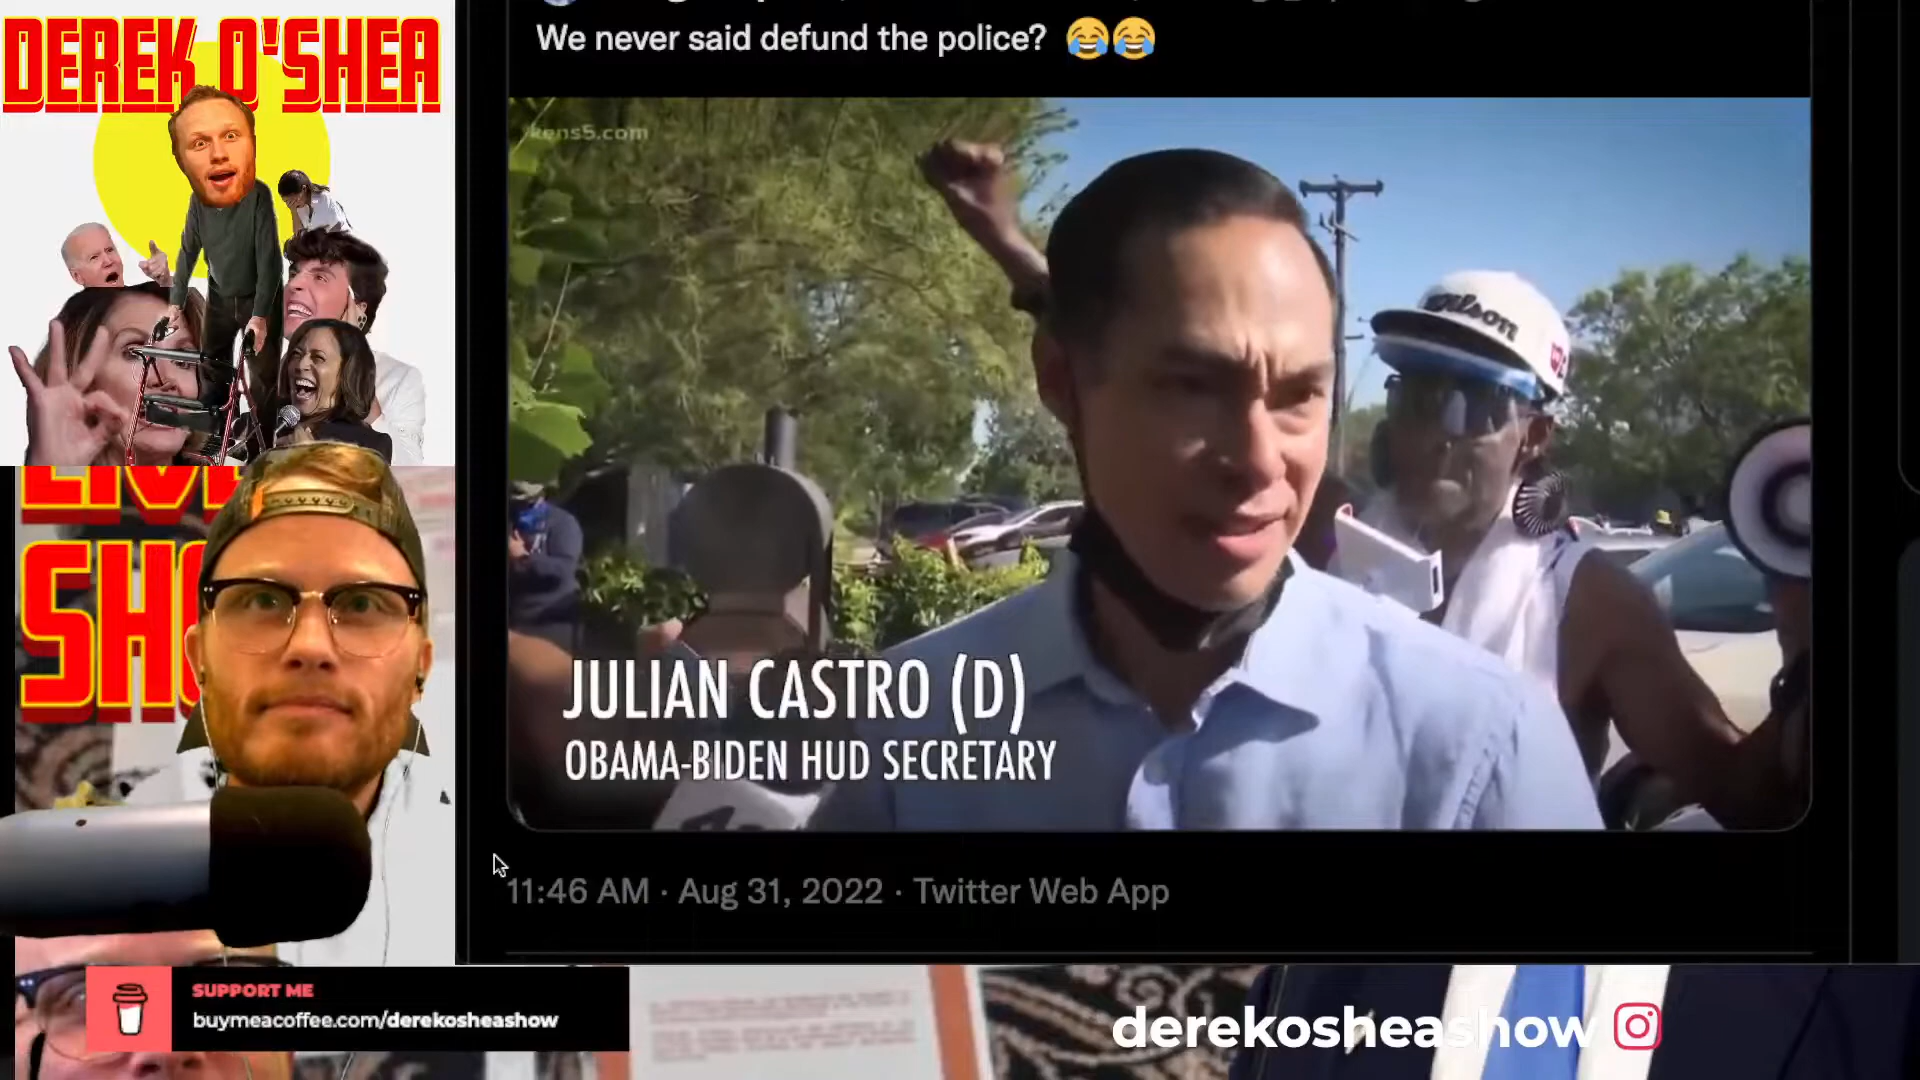 DEREK O'SHEA
We never said defund the police? 😂😂
kens5.com
Wilson
JULIAN CASTRO (D)
OBAMA-BIDEN HUD SECRETARY
11:46 AM · Aug 31, 2022 · Twitter Web App
SUPPORT ME
buymeacoffee.com/derekosheashow
derekosheashow